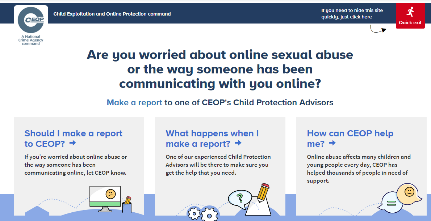 CEOP
A National
Crime Agency
command
Child Exploitation and Online Protection command
If you need to hide this site
quickly, just click here
Quick exit
Are you worried about online sexual abuse
or the way someone has been
communicating with you online?
Make a report to one of CEOP's Child Protection Advisors
Should I make a report
to CEOP? →
If you're worried about online abuse or
the way someone has been
communicating online, let CEOP know.
What happens when I
make a report? →
One of our experienced Child Protection
Advisors will be there to make sure you
get the help that you need.
How can CEOP help
me? →
Online abuse affects many children and
young people every day, CEOP has
helped thousands of people in need of
support.